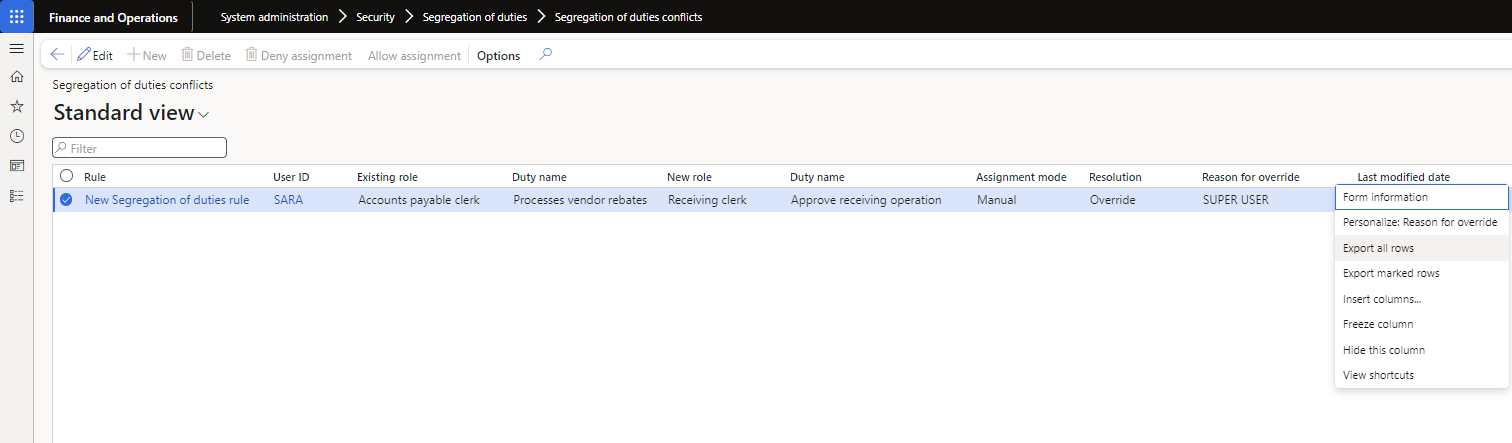 Finance and Operations System administration Security Segregation of duties Segregation of duties conflicts
Edit New Delete Deny assignment Allow assignment Options
Segregation of duties conflicts
Standard view
Filter
Rule User ID Existing role Duty name New role Duty name Assignment mode Resolution Reason for override Last modified date
New Segregation of duties rule SARA Accounts payable clerk Processes vendor rebates Receiving clerk Approve receiving operation Manual Override SUPER USER
Form information
Personalize: Reason for override
Export all rows
Export marked rows
Insert columns...
Freeze column
Hide this column
View shortcuts